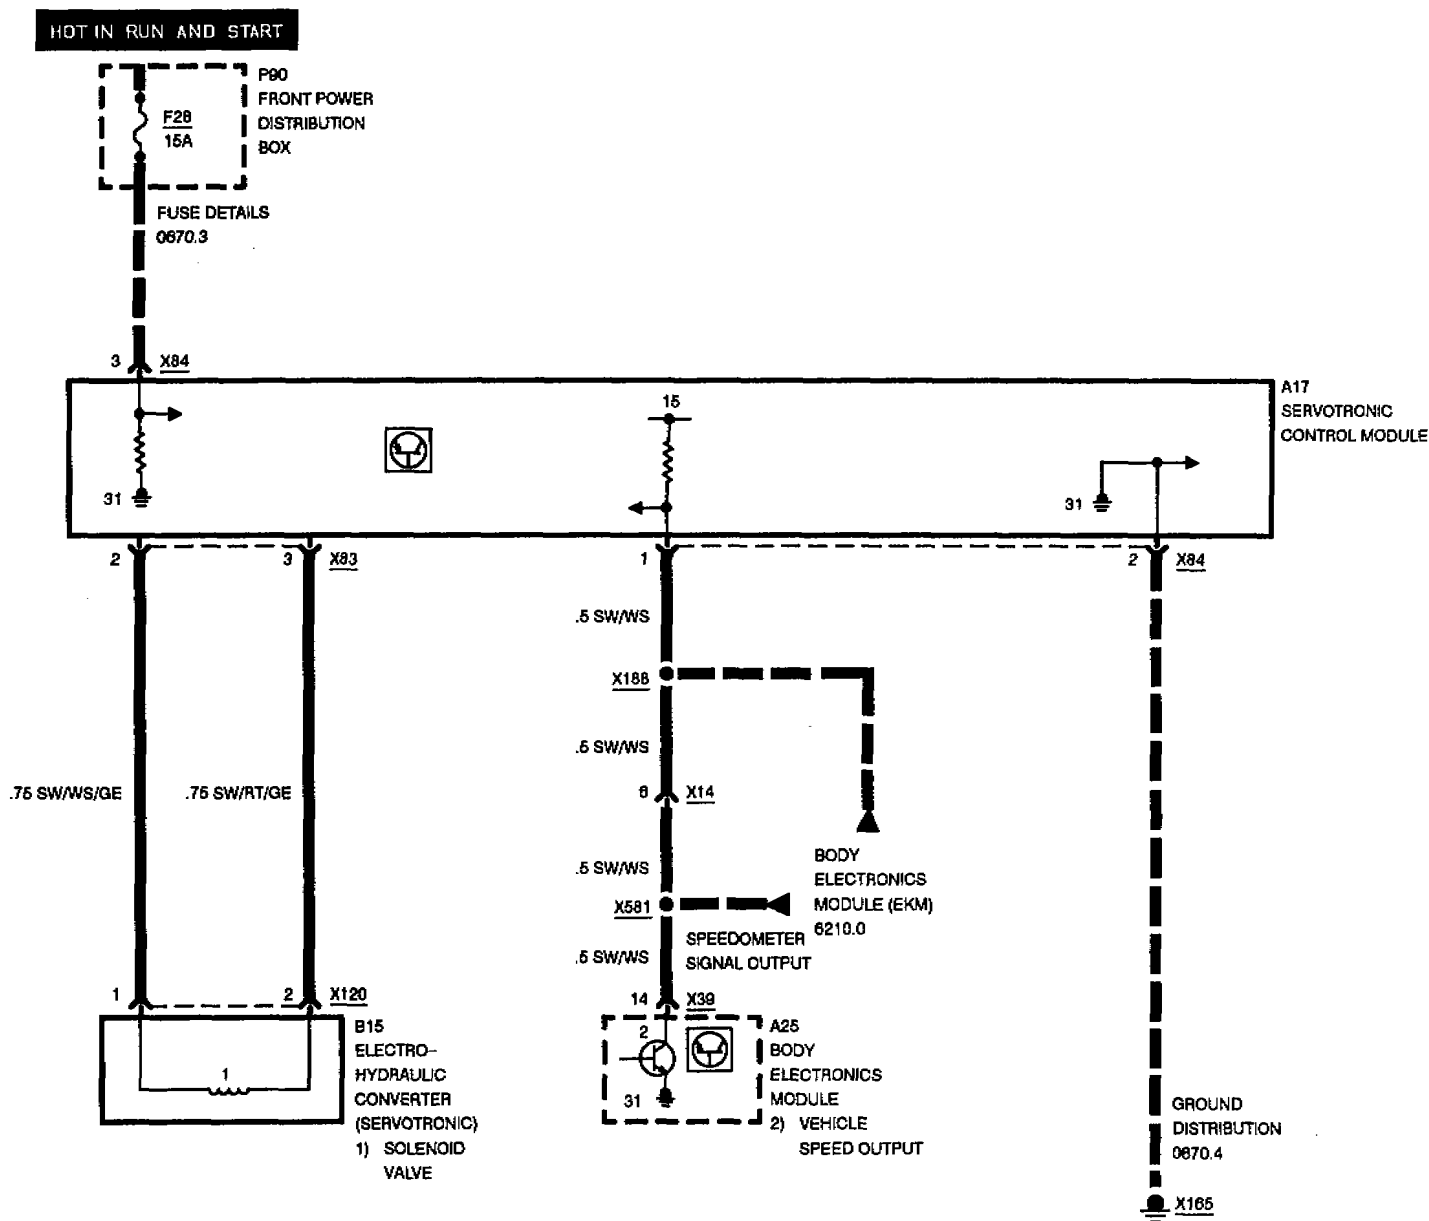 HOT IN RUN AND START
P90
FRONT POWER
DISTRIBUTION
BOX
F28
15A
FUSE DETAILS
0670.3
3 X84
A17
SERVOTRONIC
CONTROL MODULE
15
31
31
2 3 X83 1 2 X84
.5 SW/WS
X188
.5 SW/WS
.75 SW/WS/GE .75 SW/RT/GE
6 X14
BODY
ELECTRONICS
MODULE (EKM)
6210.0
.5 SW/WS
X581
SPEEDOMETER
SIGNAL OUTPUT
.5 SW/WS
1 2 X120
14 X39
B15
ELECTRO-
HYDRAULIC
CONVERTER
(SERVOTRONIC)
1) SOLENOID
VALVE
1
2
31
A25
BODY
ELECTRONICS
MODULE
2) VEHICLE
SPEED OUTPUT
GROUND
DISTRIBUTION
0670.4
X165